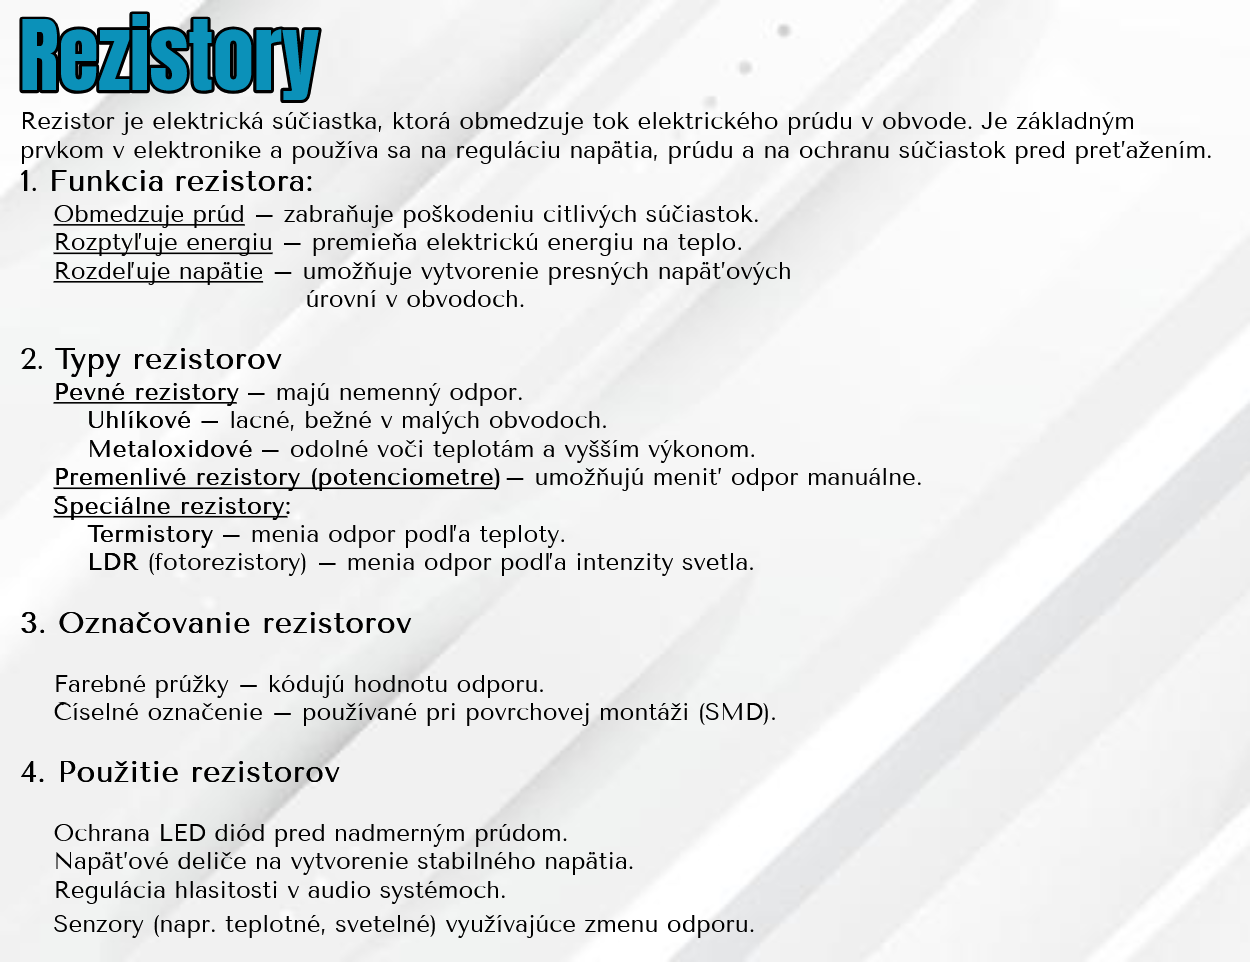 Rezistory
Rezistor je elektrická súčiastka, ktorá obmedzuje tok elektrického prúdu v obvode. Je základným
prvkom v elektronike a používa sa na reguláciu napätia, prúdu a na ochranu súčiastok pred preťažením.
1. Funkcia rezistora:
Obmedzuje prúd – zabraňuje poškodeniu citlivých súčiastok.
Rozptyľuje energiu – premieňa elektrickú energiu na teplo.
Rozdeľuje napätie – umožňuje vytvorenie presných napäťových
úrovní v obvodoch.
2. Typy rezistorov
Pevné rezistory – majú nemenný odpor.
Uhlíkové – lacné, bežné v malých obvodoch.
Metaloxidové – odolné voči teplotám a vyšším výkonom.
Premenlivé rezistory (potenciometre) – umožňujú meniť odpor manuálne.
Špeciálne rezistory:
Termistory – menia odpor podľa teploty.
LDR (fotorezistory) – menia odpor podľa intenzity svetla.
3. Označovanie rezistorov
Farebné prúžky – kódujú hodnotu odporu.
Číselné označenie – používané pri povrchovej montáži (SMD).
4. Použitie rezistorov
Ochrana LED diód pred nadmerným prúdom.
Napäťové deliče na vytvorenie stabilného napätia.
Regulácia hlasitosti v audio systémoch.
Senzory (napr. teplotné, svetelné) využívajúce zmenu odporu.